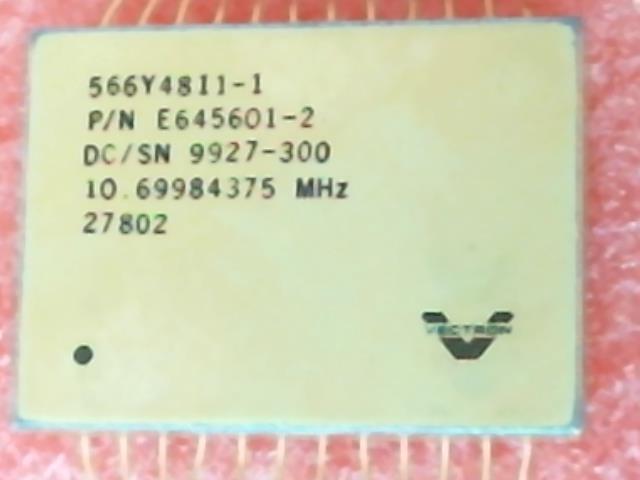 566Y4811-1
P/N E645601-2
DC/SN 9927-300
10.69984375 MHz
27802
VECTRON